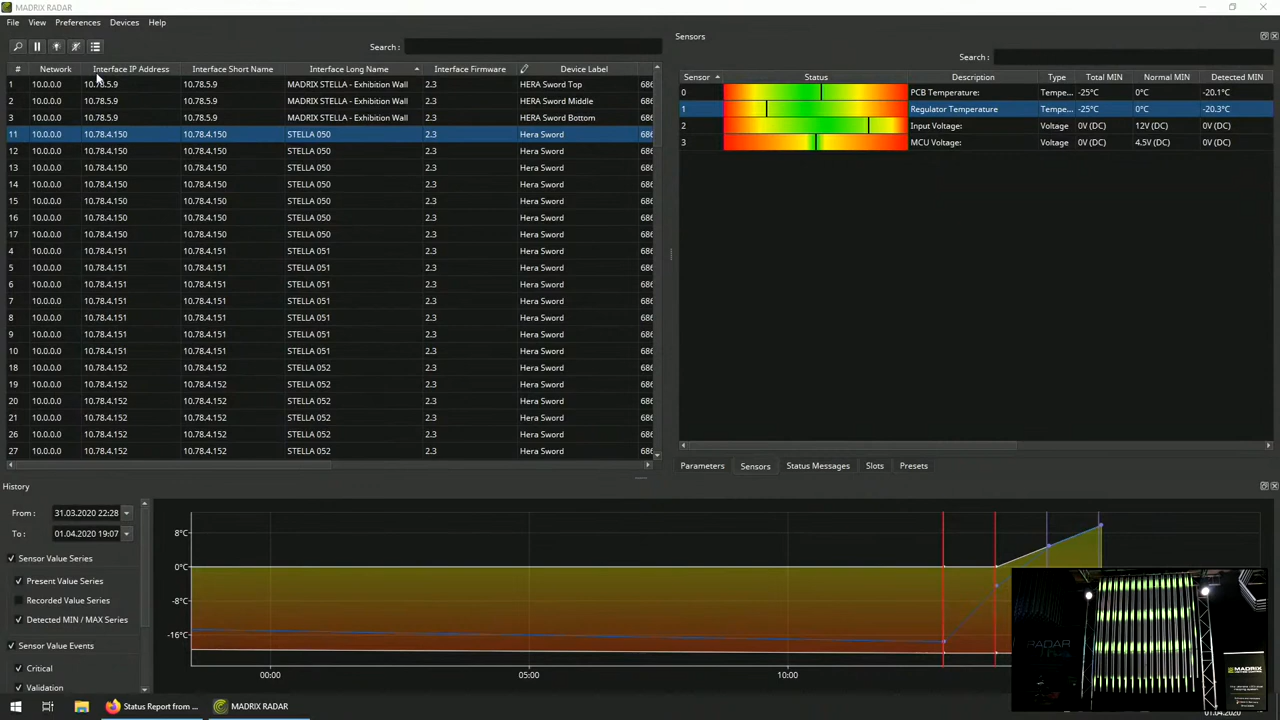 MADRIX RADAR
File View Preferences Devices Help
Search :
# Network Interface IP Address Interface Short Name Interface Long Name Interface Firmware Device Label
1 10.0.0.0 10.78.5.9 10.78.5.9 MADRIX STELLA - Exhibition Wall 2.3 HERA Sword Top 686
2 10.0.0.0 10.78.5.9 10.78.5.9 MADRIX STELLA - Exhibition Wall 2.3 HERA Sword Middle 686
3 10.0.0.0 10.78.5.9 10.78.5.9 MADRIX STELLA - Exhibition Wall 2.3 HERA Sword Bottom 686
11 10.0.0.0 10.78.4.150 10.78.4.150 STELLA 050 2.3 Hera Sword 686
12 10.0.0.0 10.78.4.150 10.78.4.150 STELLA 050 2.3 Hera Sword 686
13 10.0.0.0 10.78.4.150 10.78.4.150 STELLA 050 2.3 Hera Sword 686
14 10.0.0.0 10.78.4.150 10.78.4.150 STELLA 050 2.3 Hera Sword 686
15 10.0.0.0 10.78.4.150 10.78.4.150 STELLA 050 2.3 Hera Sword 686
16 10.0.0.0 10.78.4.150 10.78.4.150 STELLA 050 2.3 Hera Sword 686
17 10.0.0.0 10.78.4.150 10.78.4.150 STELLA 050 2.3 Hera Sword 686
4 10.0.0.0 10.78.4.151 10.78.4.151 STELLA 051 2.3 Hera Sword 686
5 10.0.0.0 10.78.4.151 10.78.4.151 STELLA 051 2.3 Hera Sword 686
6 10.0.0.0 10.78.4.151 10.78.4.151 STELLA 051 2.3 Hera Sword 686
7 10.0.0.0 10.78.4.151 10.78.4.151 STELLA 051 2.3 Hera Sword 686
8 10.0.0.0 10.78.4.151 10.78.4.151 STELLA 051 2.3 Hera Sword 686
9 10.0.0.0 10.78.4.151 10.78.4.151 STELLA 051 2.3 Hera Sword 686
10 10.0.0.0 10.78.4.151 10.78.4.151 STELLA 051 2.3 Hera Sword 686
18 10.0.0.0 10.78.4.152 10.78.4.152 STELLA 052 2.3 Hera Sword 686
19 10.0.0.0 10.78.4.152 10.78.4.152 STELLA 052 2.3 Hera Sword 686
20 10.0.0.0 10.78.4.152 10.78.4.152 STELLA 052 2.3 Hera Sword 686
21 10.0.0.0 10.78.4.152 10.78.4.152 STELLA 052 2.3 Hera Sword 686
26 10.0.0.0 10.78.4.152 10.78.4.152 STELLA 052 2.3 Hera Sword 686
27 10.0.0.0 10.78.4.152 10.78.4.152 STELLA 052 2.3 Hera Sword 686
Sensors
Search :
Sensor Status Description Type Total MIN Normal MIN Detected MIN
0 PCB Temperature: Tempe... -25°C 0°C -20.1°C
1 Regulator Temperature Tempe... -25°C 0°C -20.3°C
2 Input Voltage: Voltage 0V (DC) 12V (DC) 0V (DC)
3 MCU Voltage: Voltage 0V (DC) 4.5V (DC) 0V (DC)
Parameters Sensors Status Messages Slots Presets
History
From : 31.03.2020 22:28
To : 01.04.2020 19:07
Sensor Value Series
Present Value Series
Recorded Value Series
Detected MIN / MAX Series
Sensor Value Events
Critical
Validation
8°C
0°C
-8°C
-16°C
00:00 05:00 10:00
RADAR
MADRIX
Status Report from ... MADRIX RADAR
01.04.2020